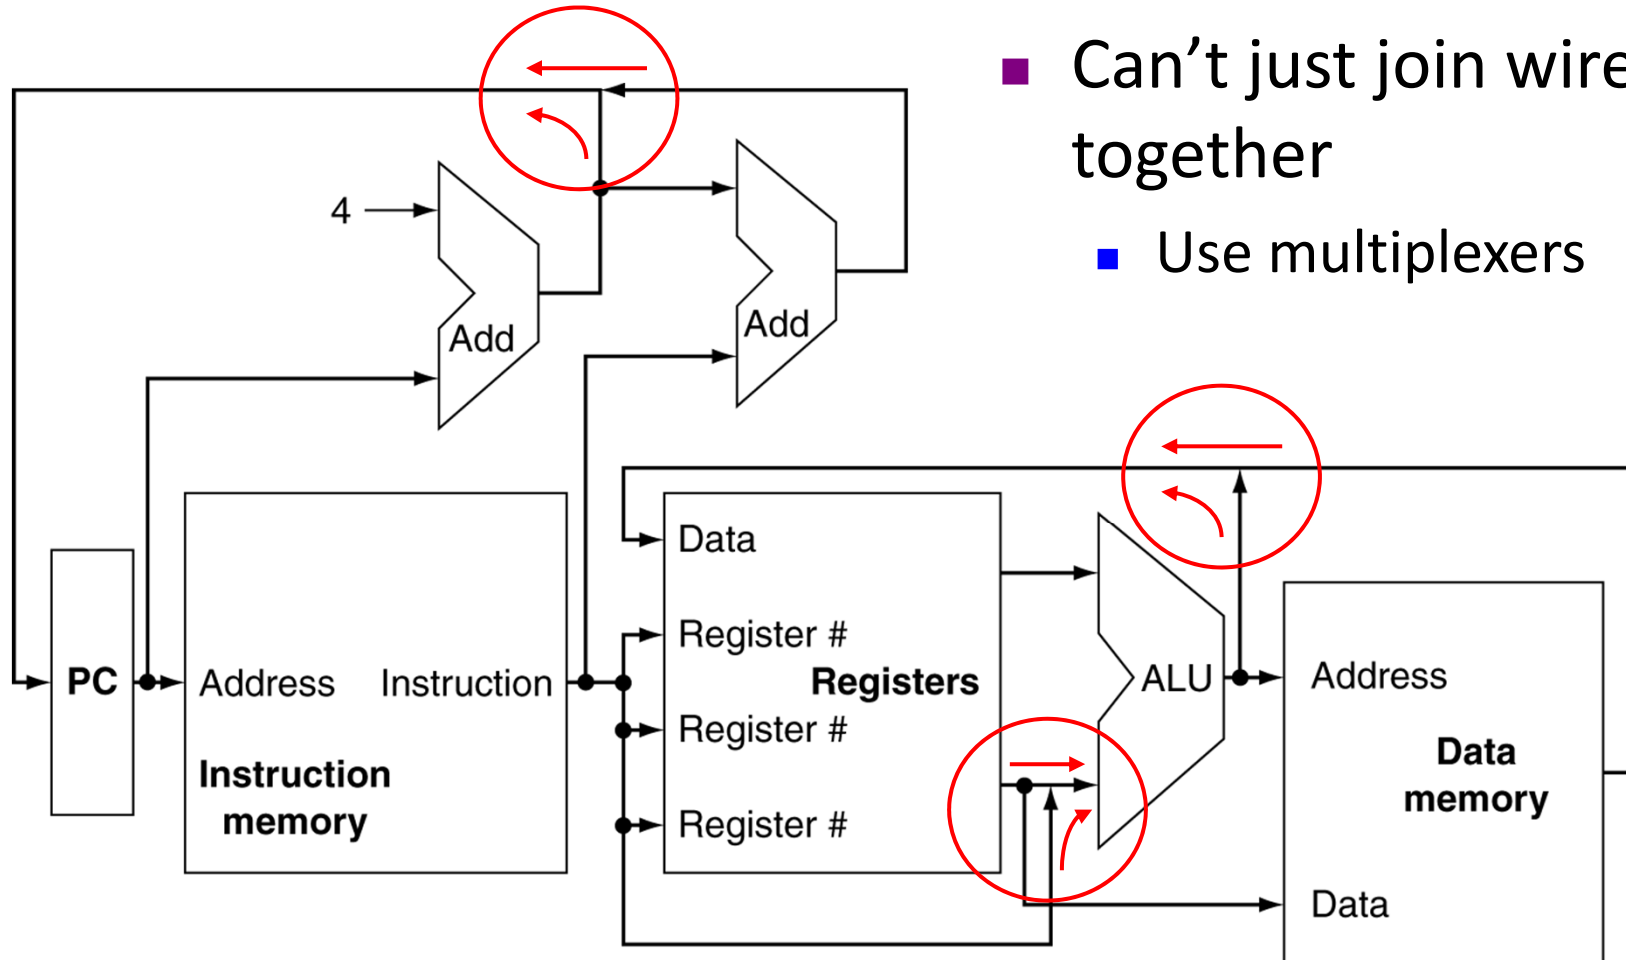 Can't just join wire
together
Use multiplexers
4
Add
Add
Data
Register #
PC
Address
Instruction
Registers
ALU
Address
Register #
Instruction
memory
Data
memory
Register #
Data